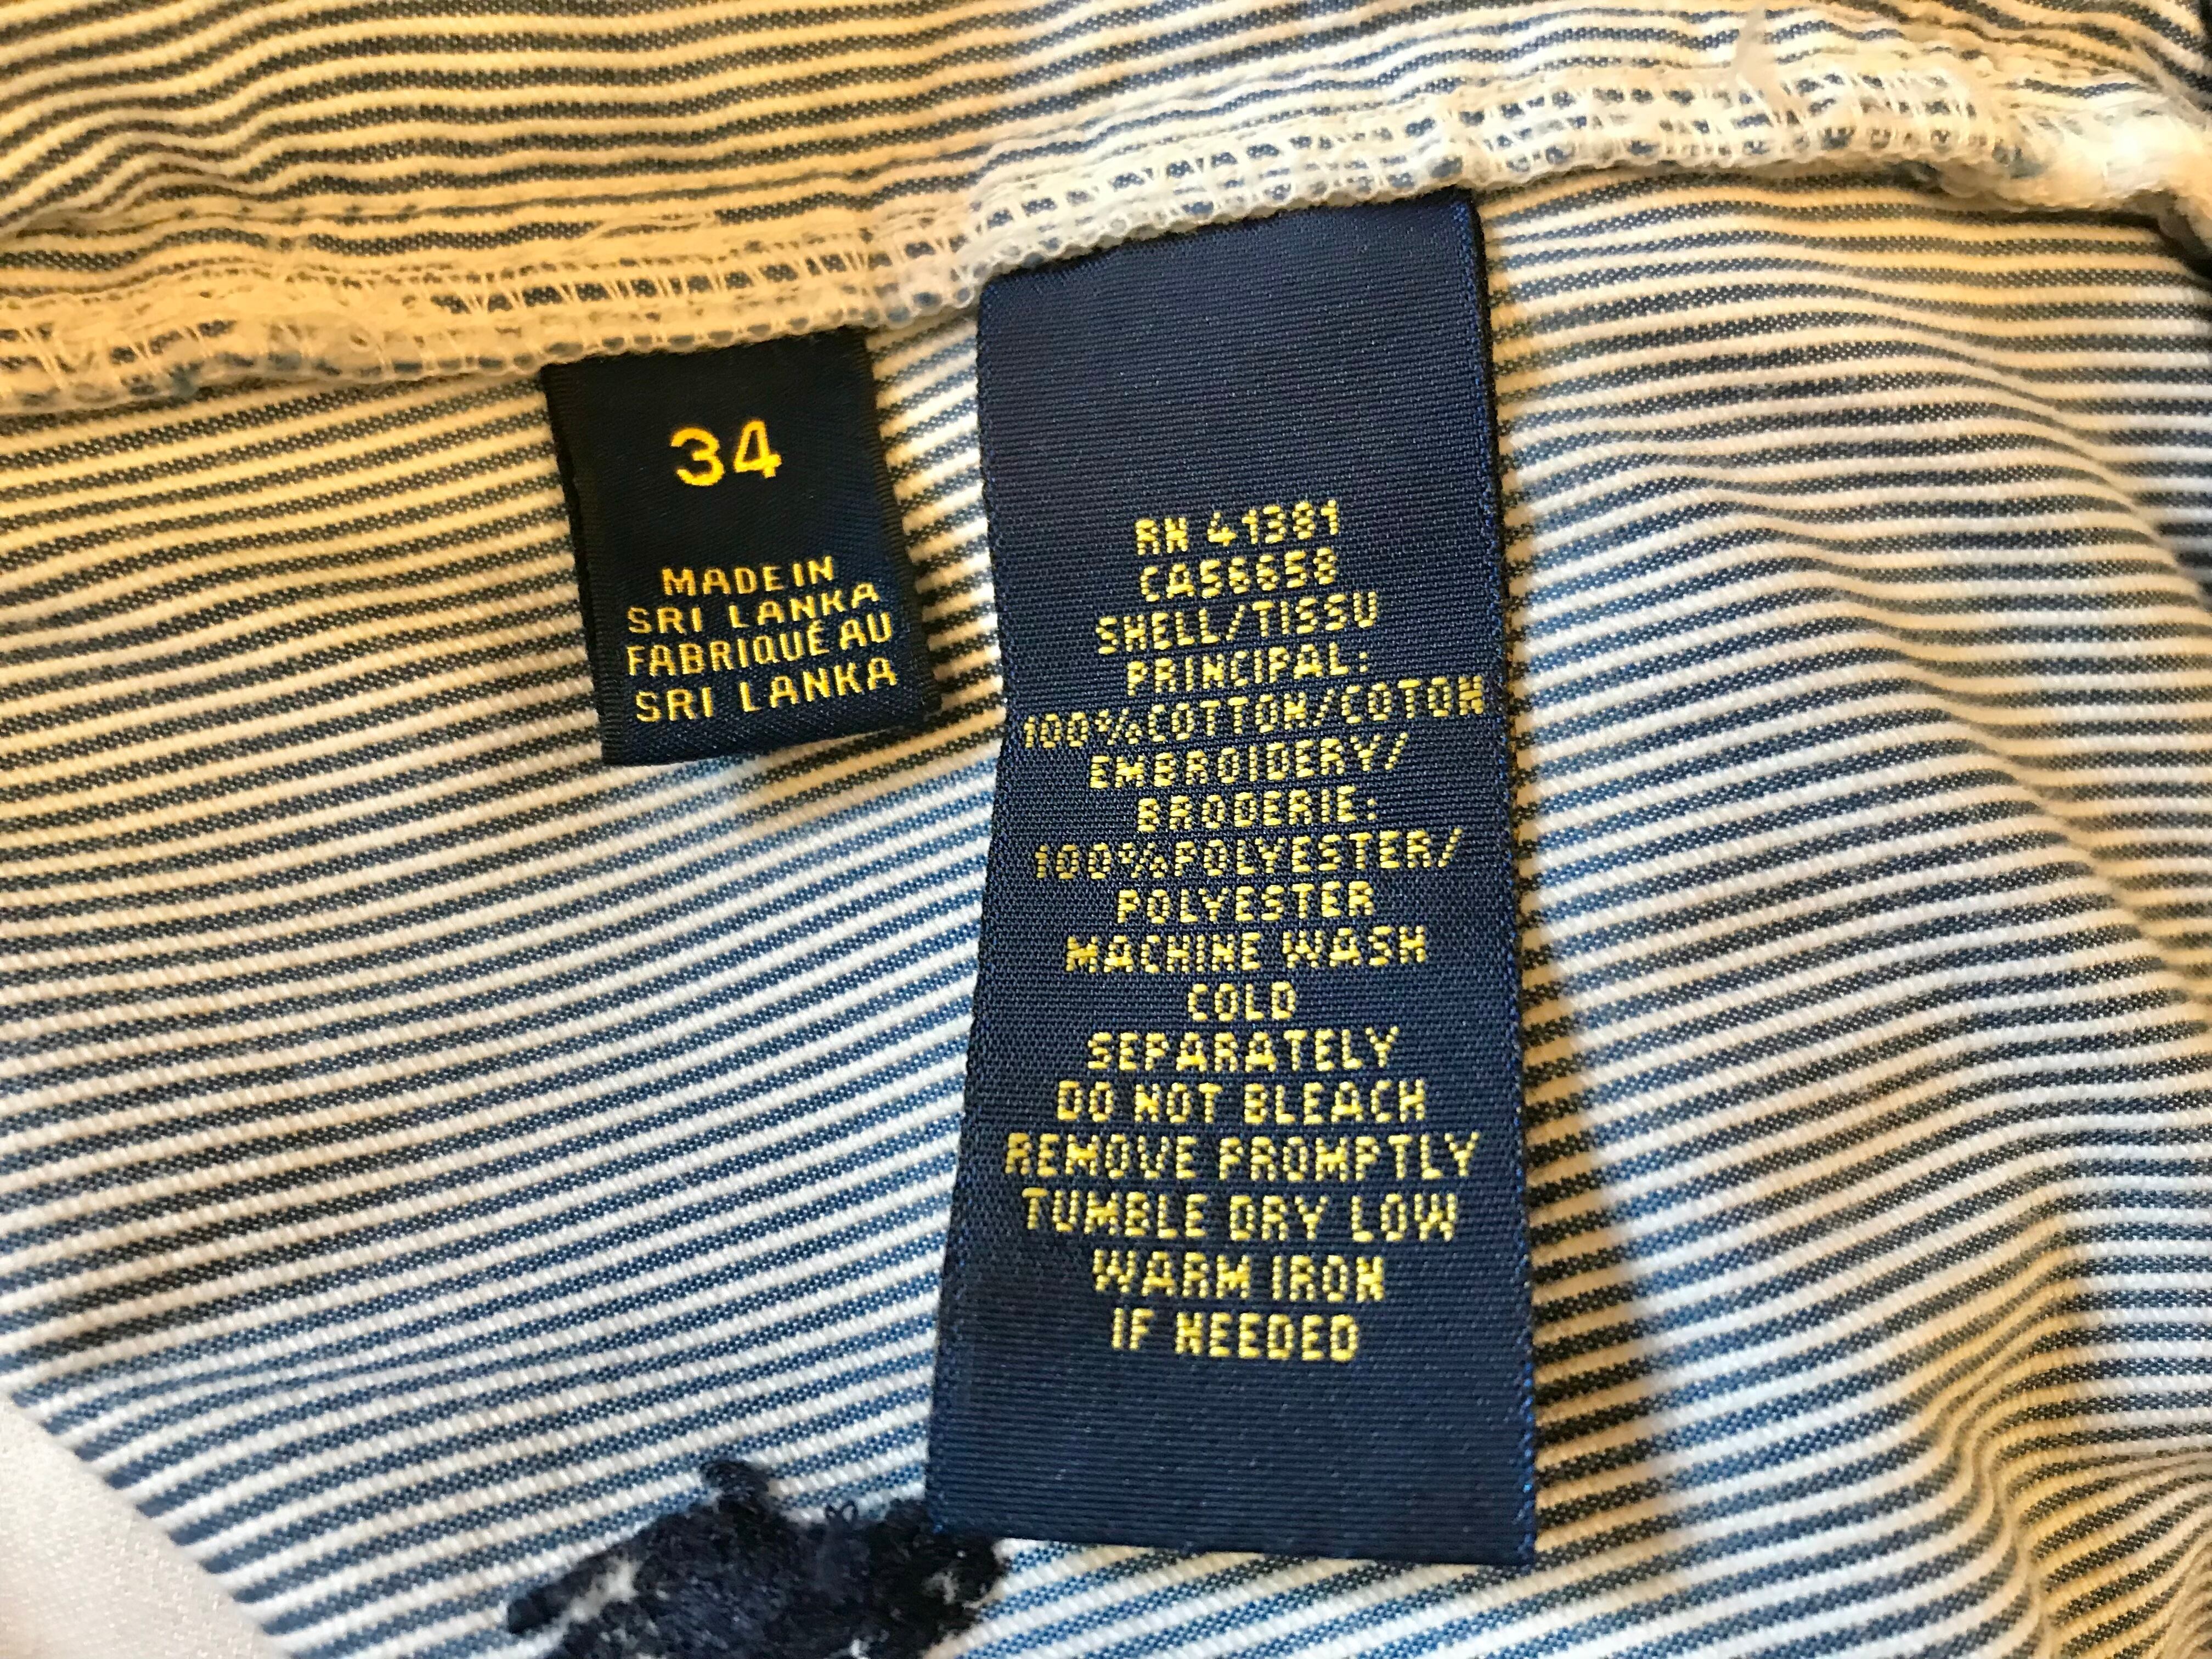 34
MADE IN
SRI LANKA
FABRIQUÉ AU
SRI LANKA
RN 41381
CA56658
SHELL/TISSU
PRINCIPAL:
100%COTTON/COTON
EMBROIDERY/
BRODERIE:
100%POLYESTER/
POLYESTER
MACHINE WASH
COLD
SEPARATELY
DO NOT BLEACH
REMOVE PROMPTLY
TUMBLE DRY LOW
WARM IRON
IF NEEDED